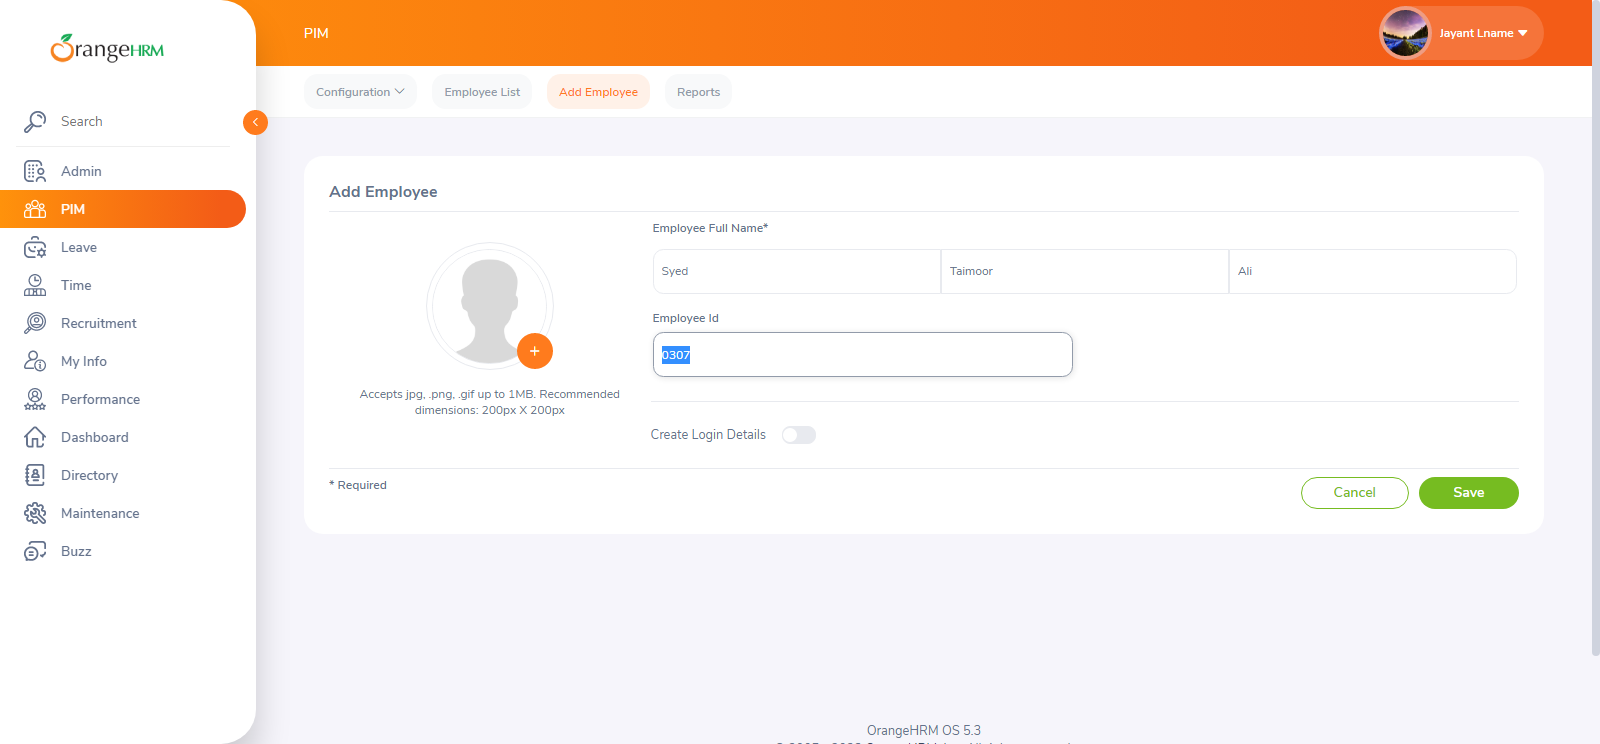 OrangeHRM
PIM
Jayant Lname
Configuration
Employee List
Add Employee
Reports
Search
Admin
PIM
Leave
Time
Recruitment
My Info
Performance
Dashboard
Directory
Maintenance
Buzz
Add Employee
Employee Full Name*
Syed
Taimoor
Ali
Employee Id
0307
Accepts jpg, .png, .gif up to 1MB. Recommended
dimensions: 200px X 200px
Create Login Details
* Required
Cancel
Save
OrangeHRM OS 5.3